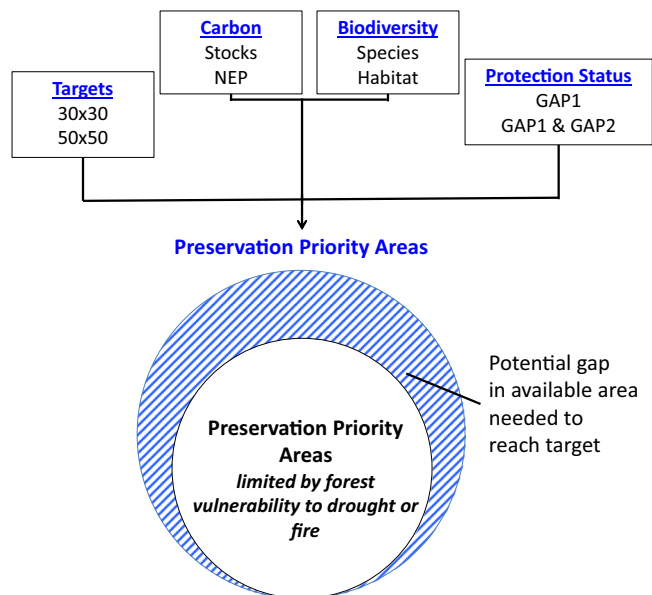 Carbon
Stocks
NEP
Biodiversity
Species
Habitat
Targets
30x30
50x50
Protection Status
GAP1
GAP1 & GAP2
Preservation Priority Areas
Potential gap
in available area
needed to
reach target
Preservation Priority
Areas
limited by forest
vulnerability to drought or
fire